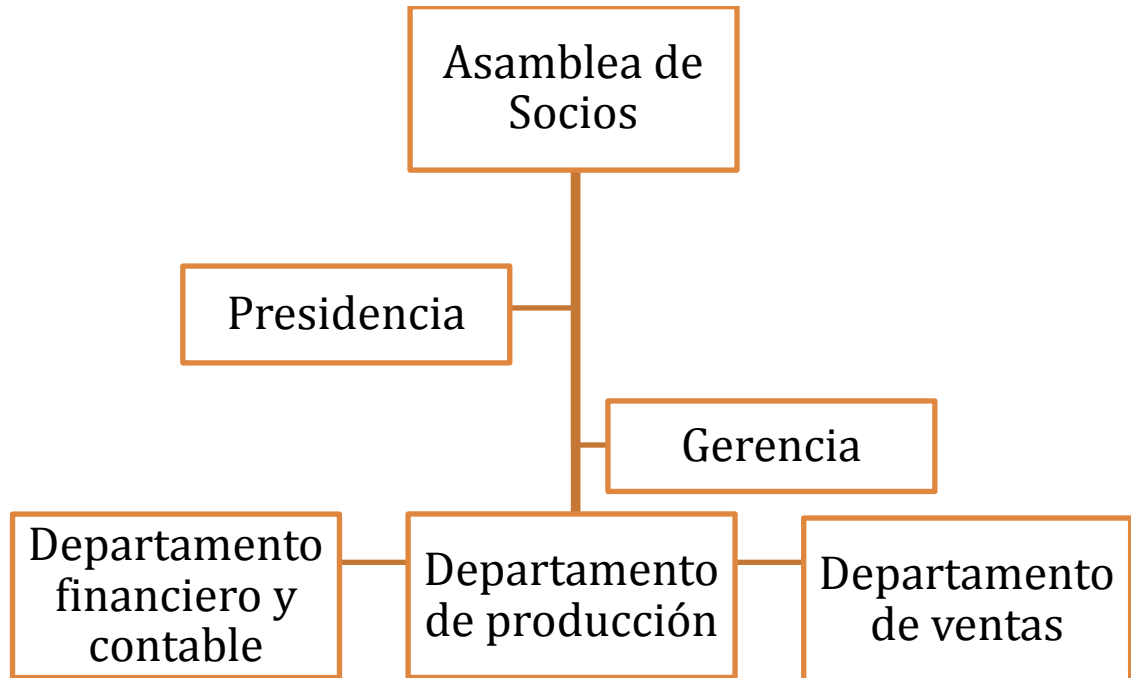 Asamblea de
Socios
Presidencia
Gerencia
Departamento
financiero y
contable
Departamento
de producción
Departamento
de ventas